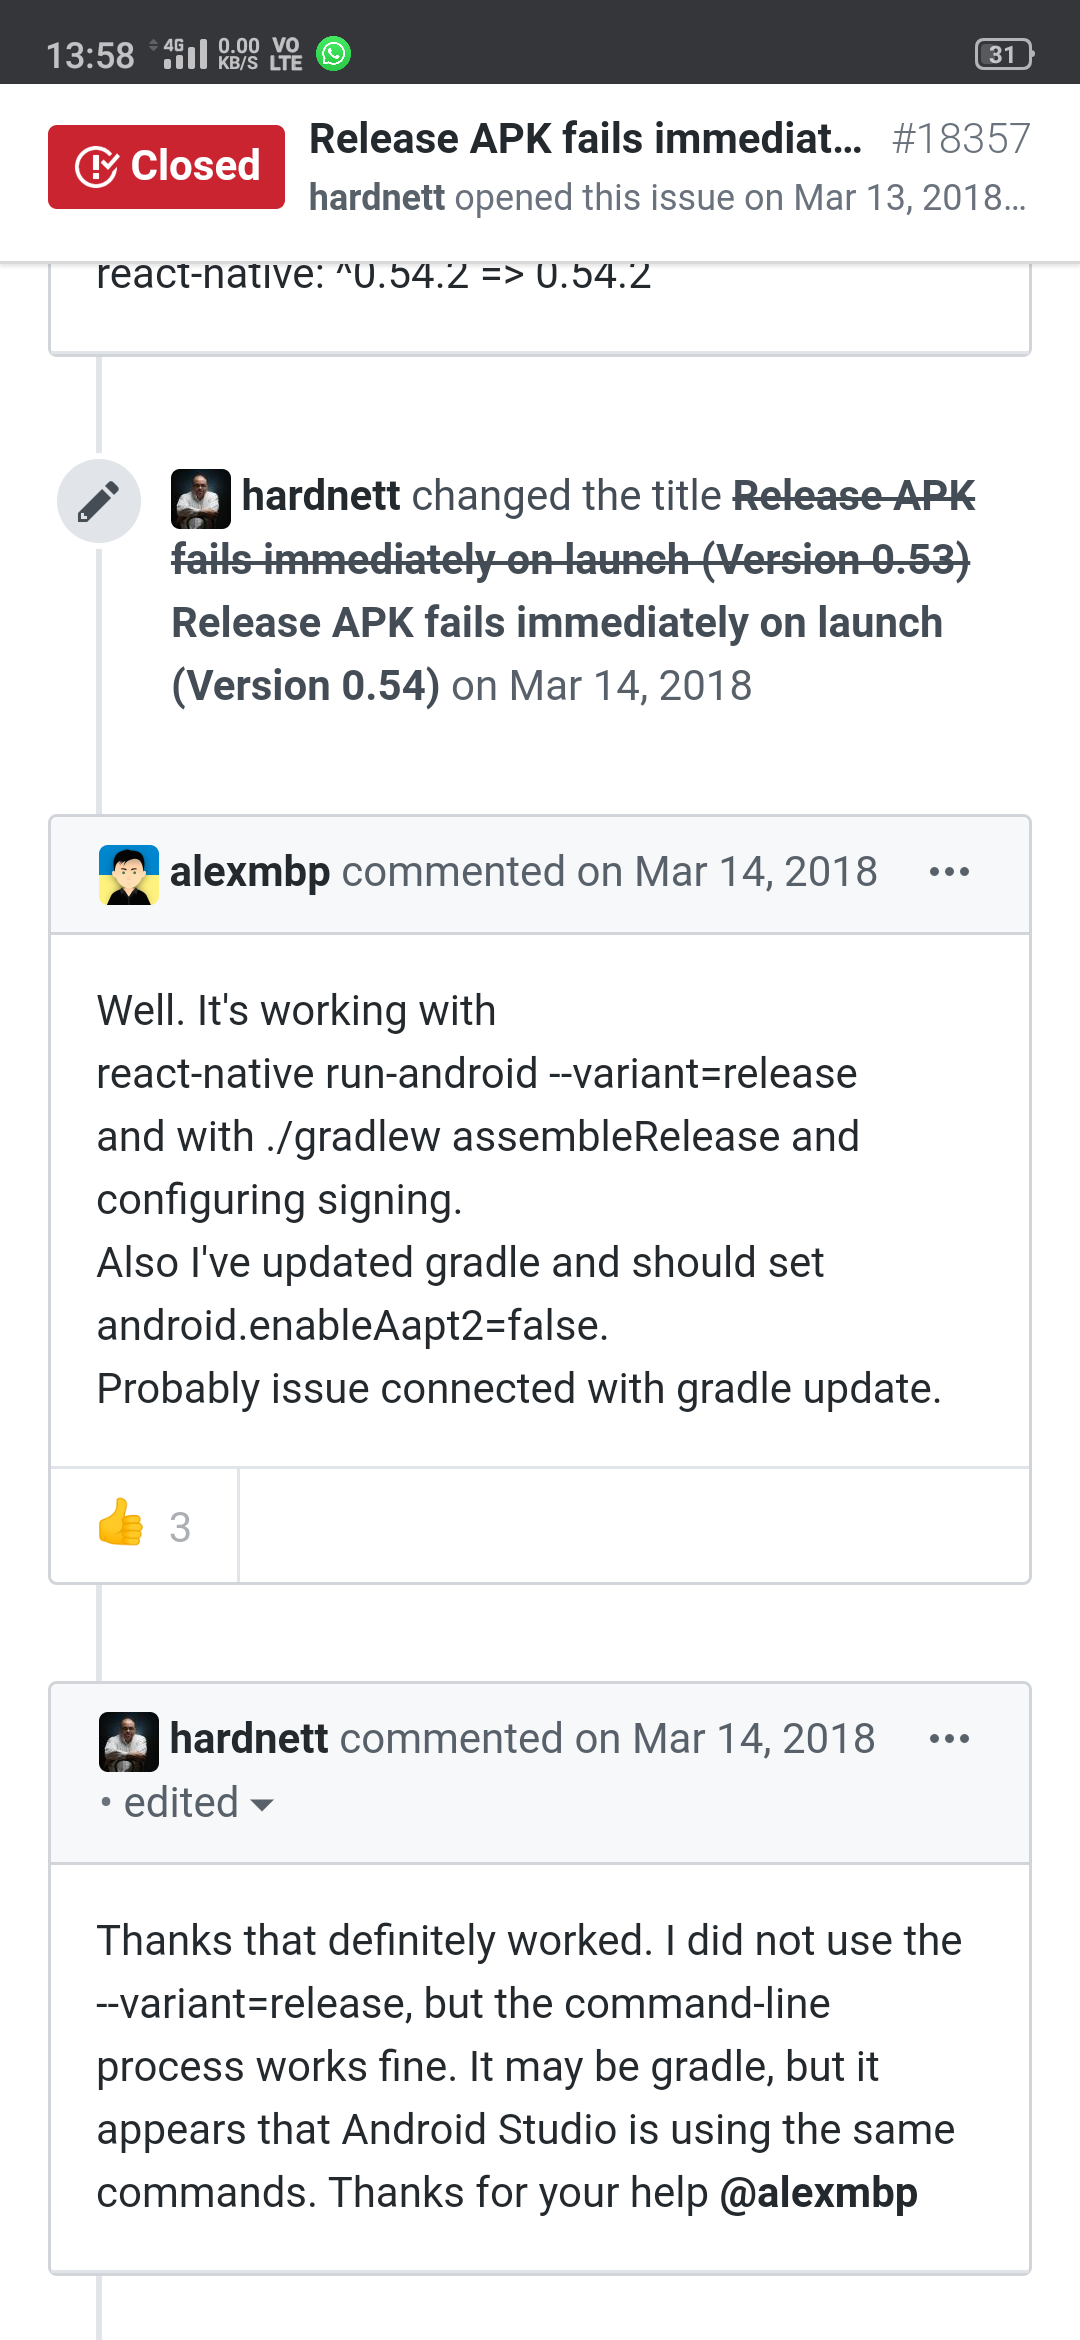 13:58 4G 0.00 KB/S VO LTE 31
Closed
Release APK fails immediat... #18357
hardnett opened this issue on Mar 13, 2018...
react-native: ^0.54.2 => 0.54.2
hardnett changed the title Release APK
fails immediately on launch (Version 0.53)
Release APK fails immediately on launch
(Version 0.54) on Mar 14, 2018
alexmbp commented on Mar 14, 2018 •••
Well. It's working with
react-native run-android --variant=release
and with ./gradlew assembleRelease and
configuring signing.
Also I've updated gradle and should set
android.enableAapt2=false.
Probably issue connected with gradle update.
👍 3
hardnett commented on Mar 14, 2018 •••
• edited
Thanks that definitely worked. I did not use the
--variant=release, but the command-line
process works fine. It may be gradle, but it
appears that Android Studio is using the same
commands. Thanks for your help @alexmbp